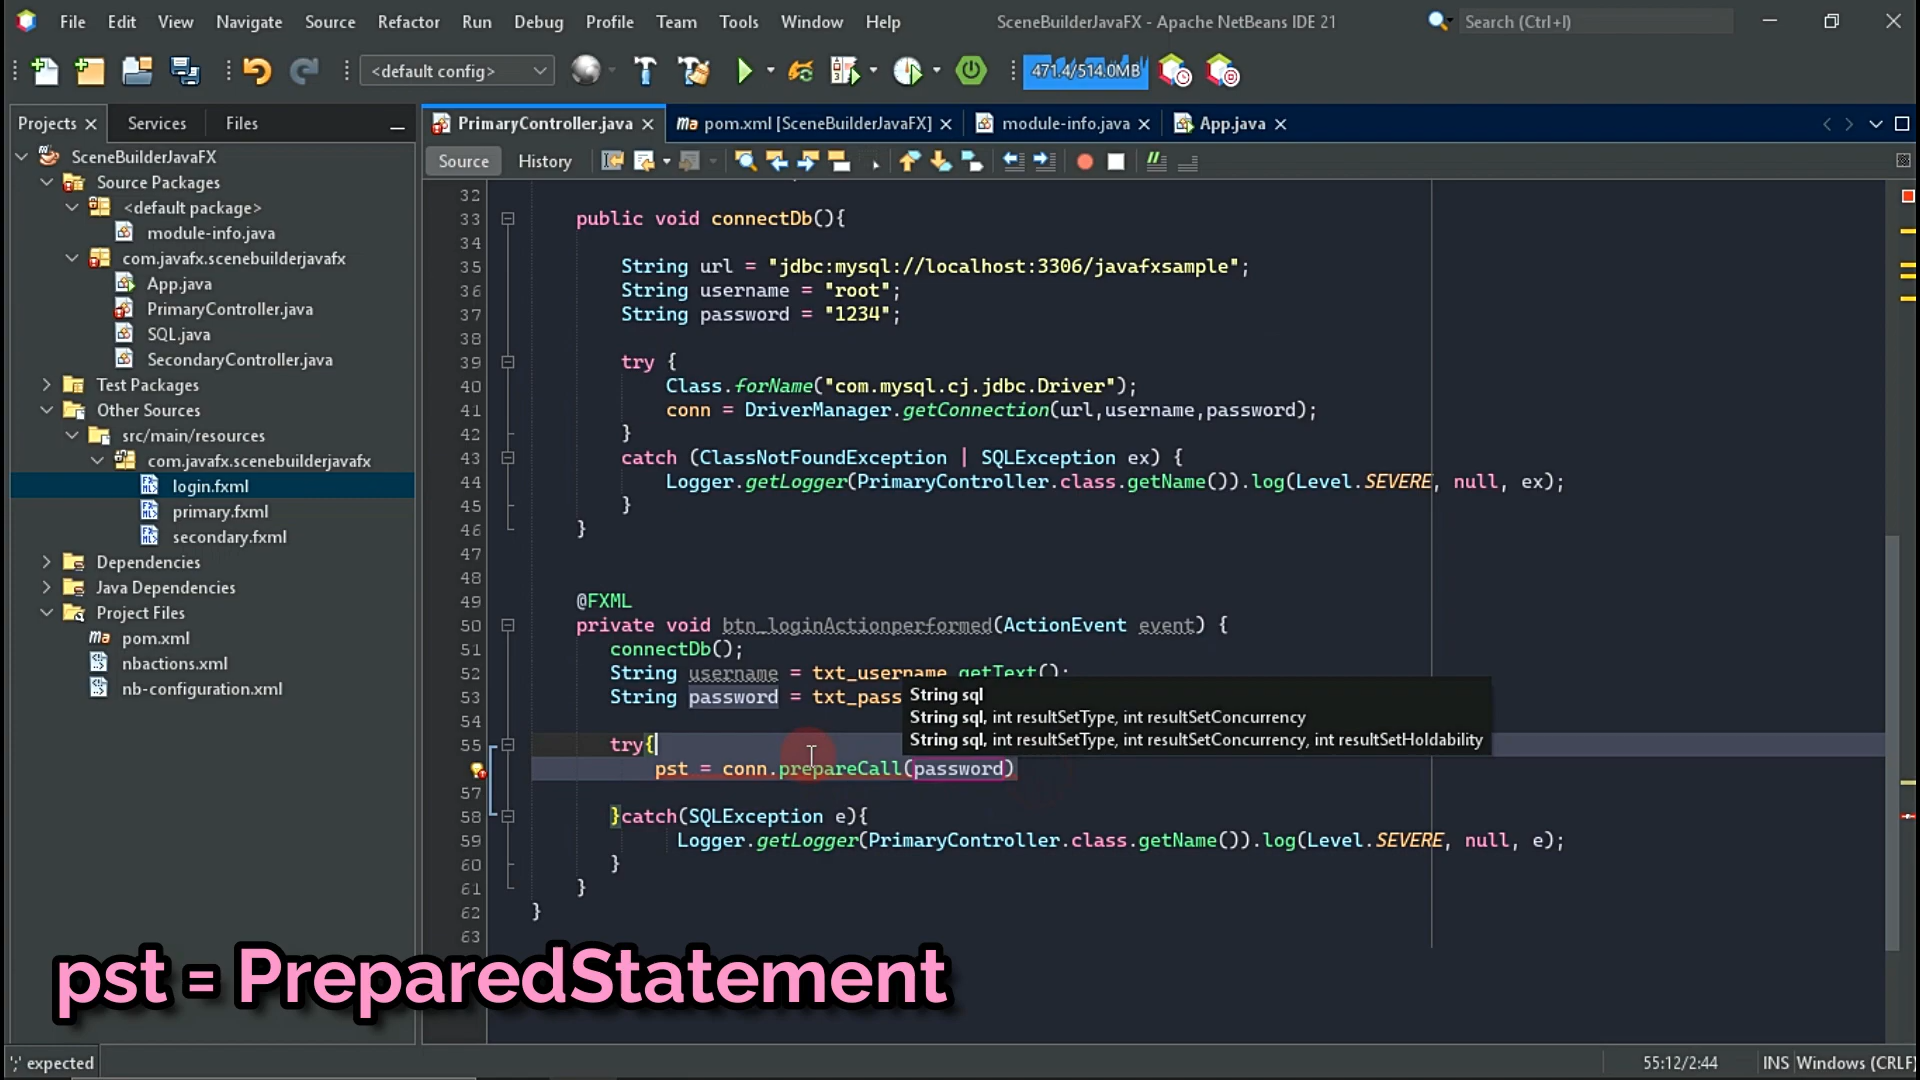 File Edit View Navigate Source Refactor Run Debug Profile Team Tools Window Help SceneBuilderJavaFX - Apache NetBeans IDE 21 Search (Ctrl+I)
<default config> 471.4/514.0MB
Projects Services Files PrimaryController.java pom.xml [SceneBuilderJavaFX] module-info.java App.java
Source History
SceneBuilderJavaFX
Source Packages
<default package>
module-info.java
com.javafx.scenebuilderjavafx
App.java
PrimaryController.java
SQL.java
SecondaryController.java
Test Packages
Other Sources
src/main/resources
com.javafx.scenebuilderjavafx
login.fxml
primary.fxml
secondary.fxml
Dependencies
Java Dependencies
Project Files
pom.xml
nbactions.xml
nb-configuration.xml
32
33 public void connectDb(){
34
35 String url = "jdbc:mysql://localhost:3306/javafxsample";
36 String username = "root";
37 String password = "1234";
38
39 try {
40 Class.forName("com.mysql.cj.jdbc.Driver");
41 conn = DriverManager.getConnection(url,username,password);
42 }
43 catch (ClassNotFoundException | SQLException ex) {
44 Logger.getLogger(PrimaryController.class.getName()).log(Level.SEVERE, null, ex);
45 }
46 }
47
48
49 @FXML
50 private void btn_loginActionperformed(ActionEvent event) {
51 connectDb();
52 String username = txt_username.getText();
53 String password = txt_pass
String sql
String sql, int resultSetType, int resultSetConcurrency
String sql, int resultSetType, int resultSetConcurrency, int resultSetHoldability
54
55 try{
pst = conn.prepareCall(password)
57
58 }catch(SQLException e){
59 Logger.getLogger(PrimaryController.class.getName()).log(Level.SEVERE, null, e);
60 }
61 }
62 }
63
pst = PreparedStatement
';' expected 55:12/2:44 INS Windows (CRLF)